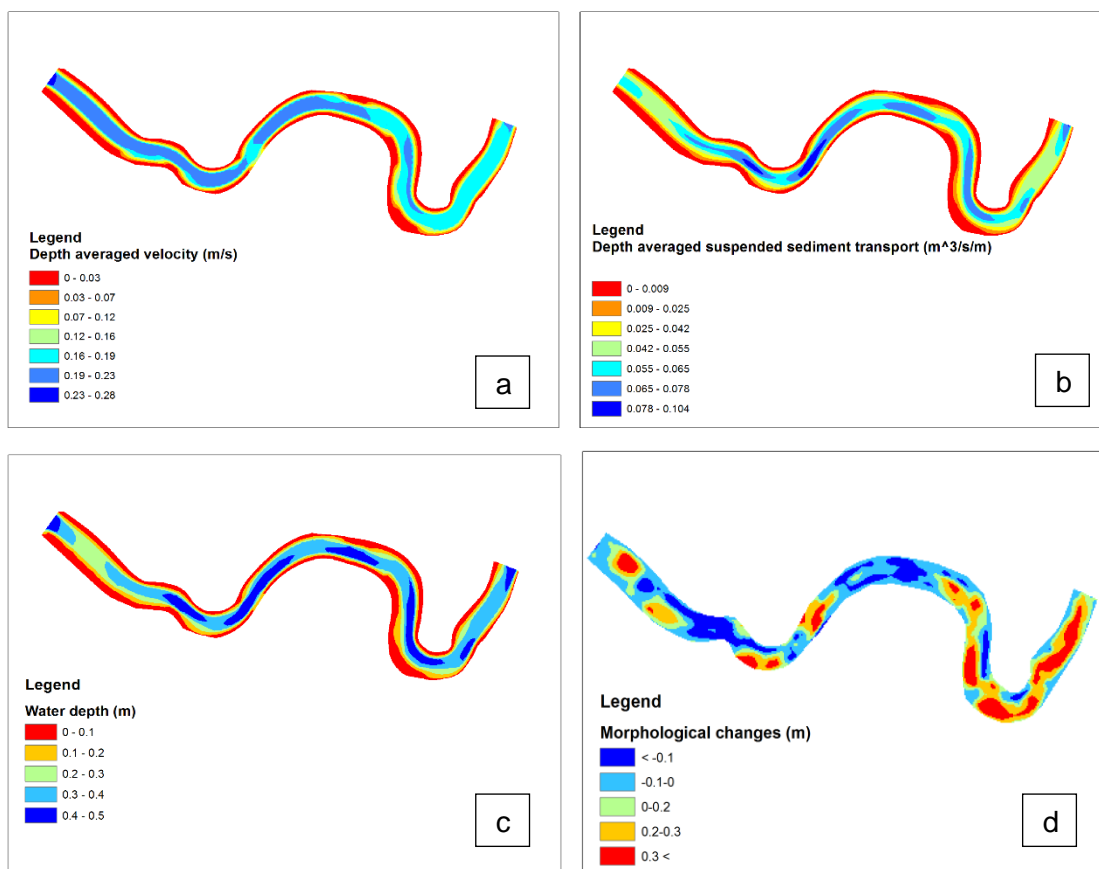 Legend
Depth averaged velocity (m/s)
0 - 0.03
0.03 - 0.07
0.07 - 0.12
0.12 - 0.16
0.16 - 0.19
0.19 - 0.23
0.23 - 0.28
a
Legend
Depth averaged suspended sediment transport (m^3/s/m)
0 - 0.009
0.009 - 0.025
0.025 - 0.042
0.042 - 0.055
0.055 - 0.065
0.065 - 0.078
0.078 - 0.104
b
Legend
Water depth (m)
0 - 0.1
0.1 - 0.2
0.2 - 0.3
0.3 - 0.4
0.4 - 0.5
c
Legend
Morphological changes (m)
< -0.1
-0.1-0
0-0.2
0.2-0.3
0.3 <
d